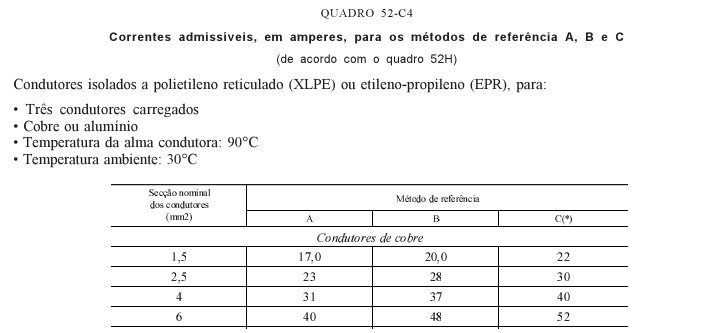 QUADRO 52-C4
Correntes admissíveis, em amperes, para os métodos de referência A, B e C
(de acordo com o quadro 52H)
Condutores isolados a polietileno reticulado (XLPE) ou etileno-propileno (EPR), para:
• Três condutores carregados
• Cobre ou alumínio
• Temperatura da alma condutora: 90°C
• Temperatura ambiente: 30°C
Secção nominal
dos condutores
(mm2)
Método de referência
A B C(*)
Condutores de cobre
1,5 17,0 20,0 22
2,5 23 28 30
4 31 37 40
6 40 48 52